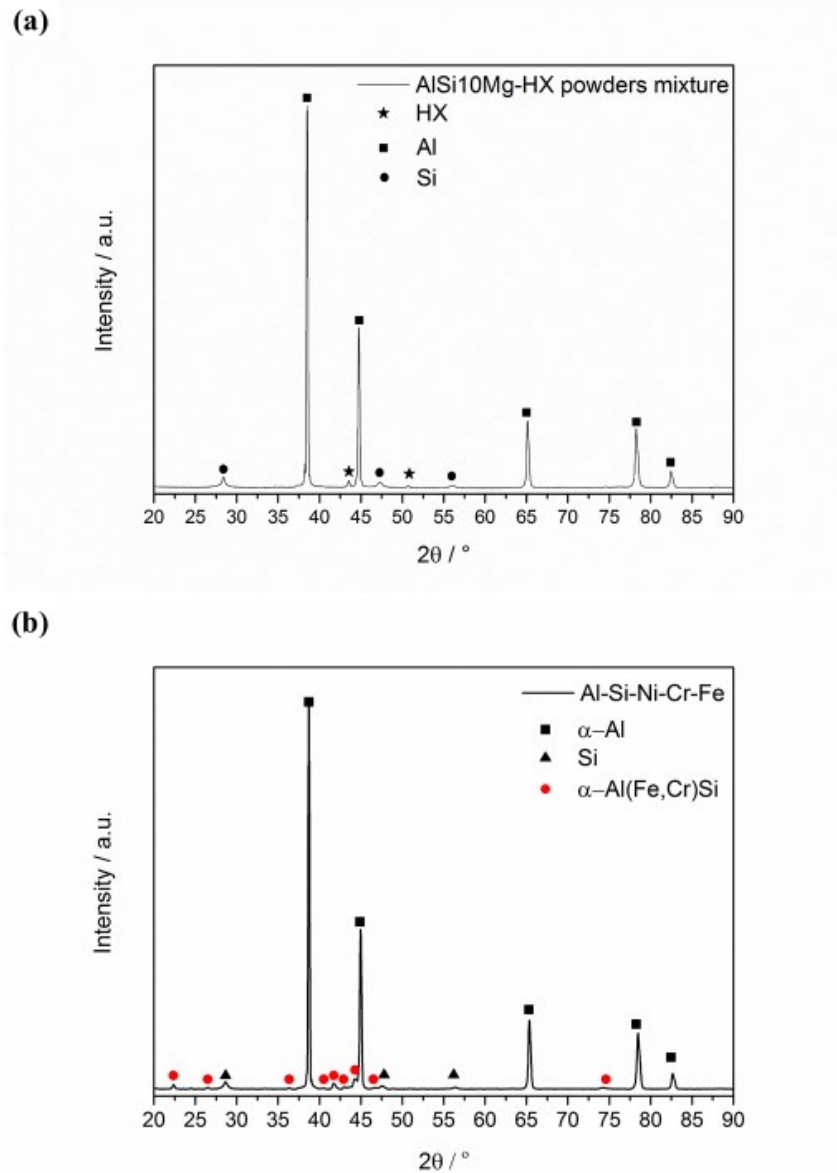 (a)
AlSi10Mg-HX powders mixture
HX
Al
Si
Intensity / a.u.
20 25 30 35 40 45 50 55 60 65 70 75 80 85 90
2θ / °
(b)
Al-Si-Ni-Cr-Fe
α–Al
Si
α–Al(Fe,Cr)Si
Intensity / a.u.
20 25 30 35 40 45 50 55 60 65 70 75 80 85 90
2θ / °